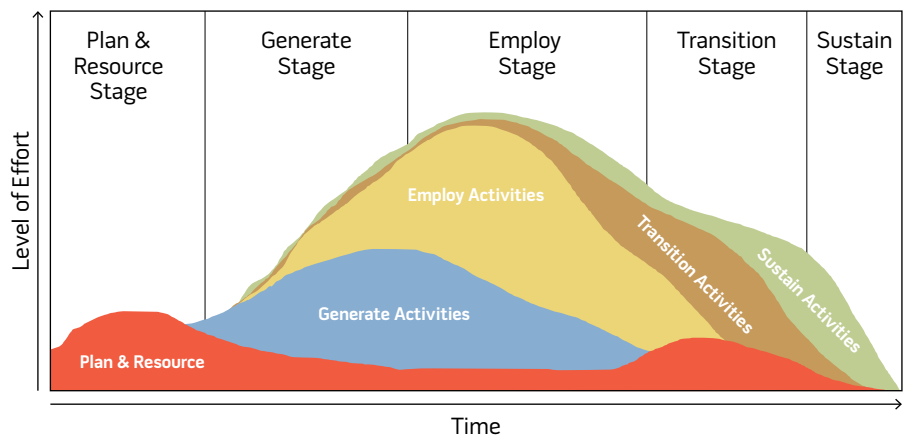 Plan &
Resource
Stage
Generate
Stage
Employ
Stage
Transition
Stage
Sustain
Stage
Level of Effort
Employ Activities
Transition Activities
Sustain Activities
Generate Activities
Plan & Resource
Time